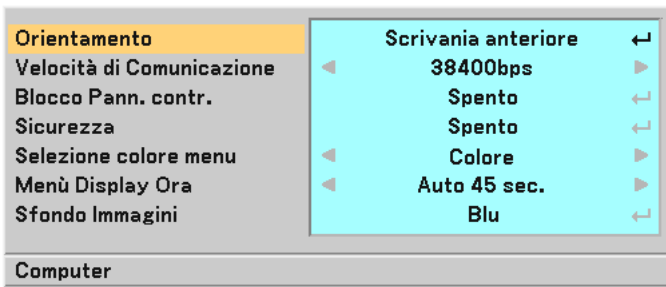 Orientamento Scrivania anteriore
Velocità di Comunicazione 38400bps
Blocco Pann. contr. Spento
Sicurezza Spento
Selezione colore menu Colore
Menù Display Ora Auto 45 sec.
Sfondo Immagini Blu
Computer